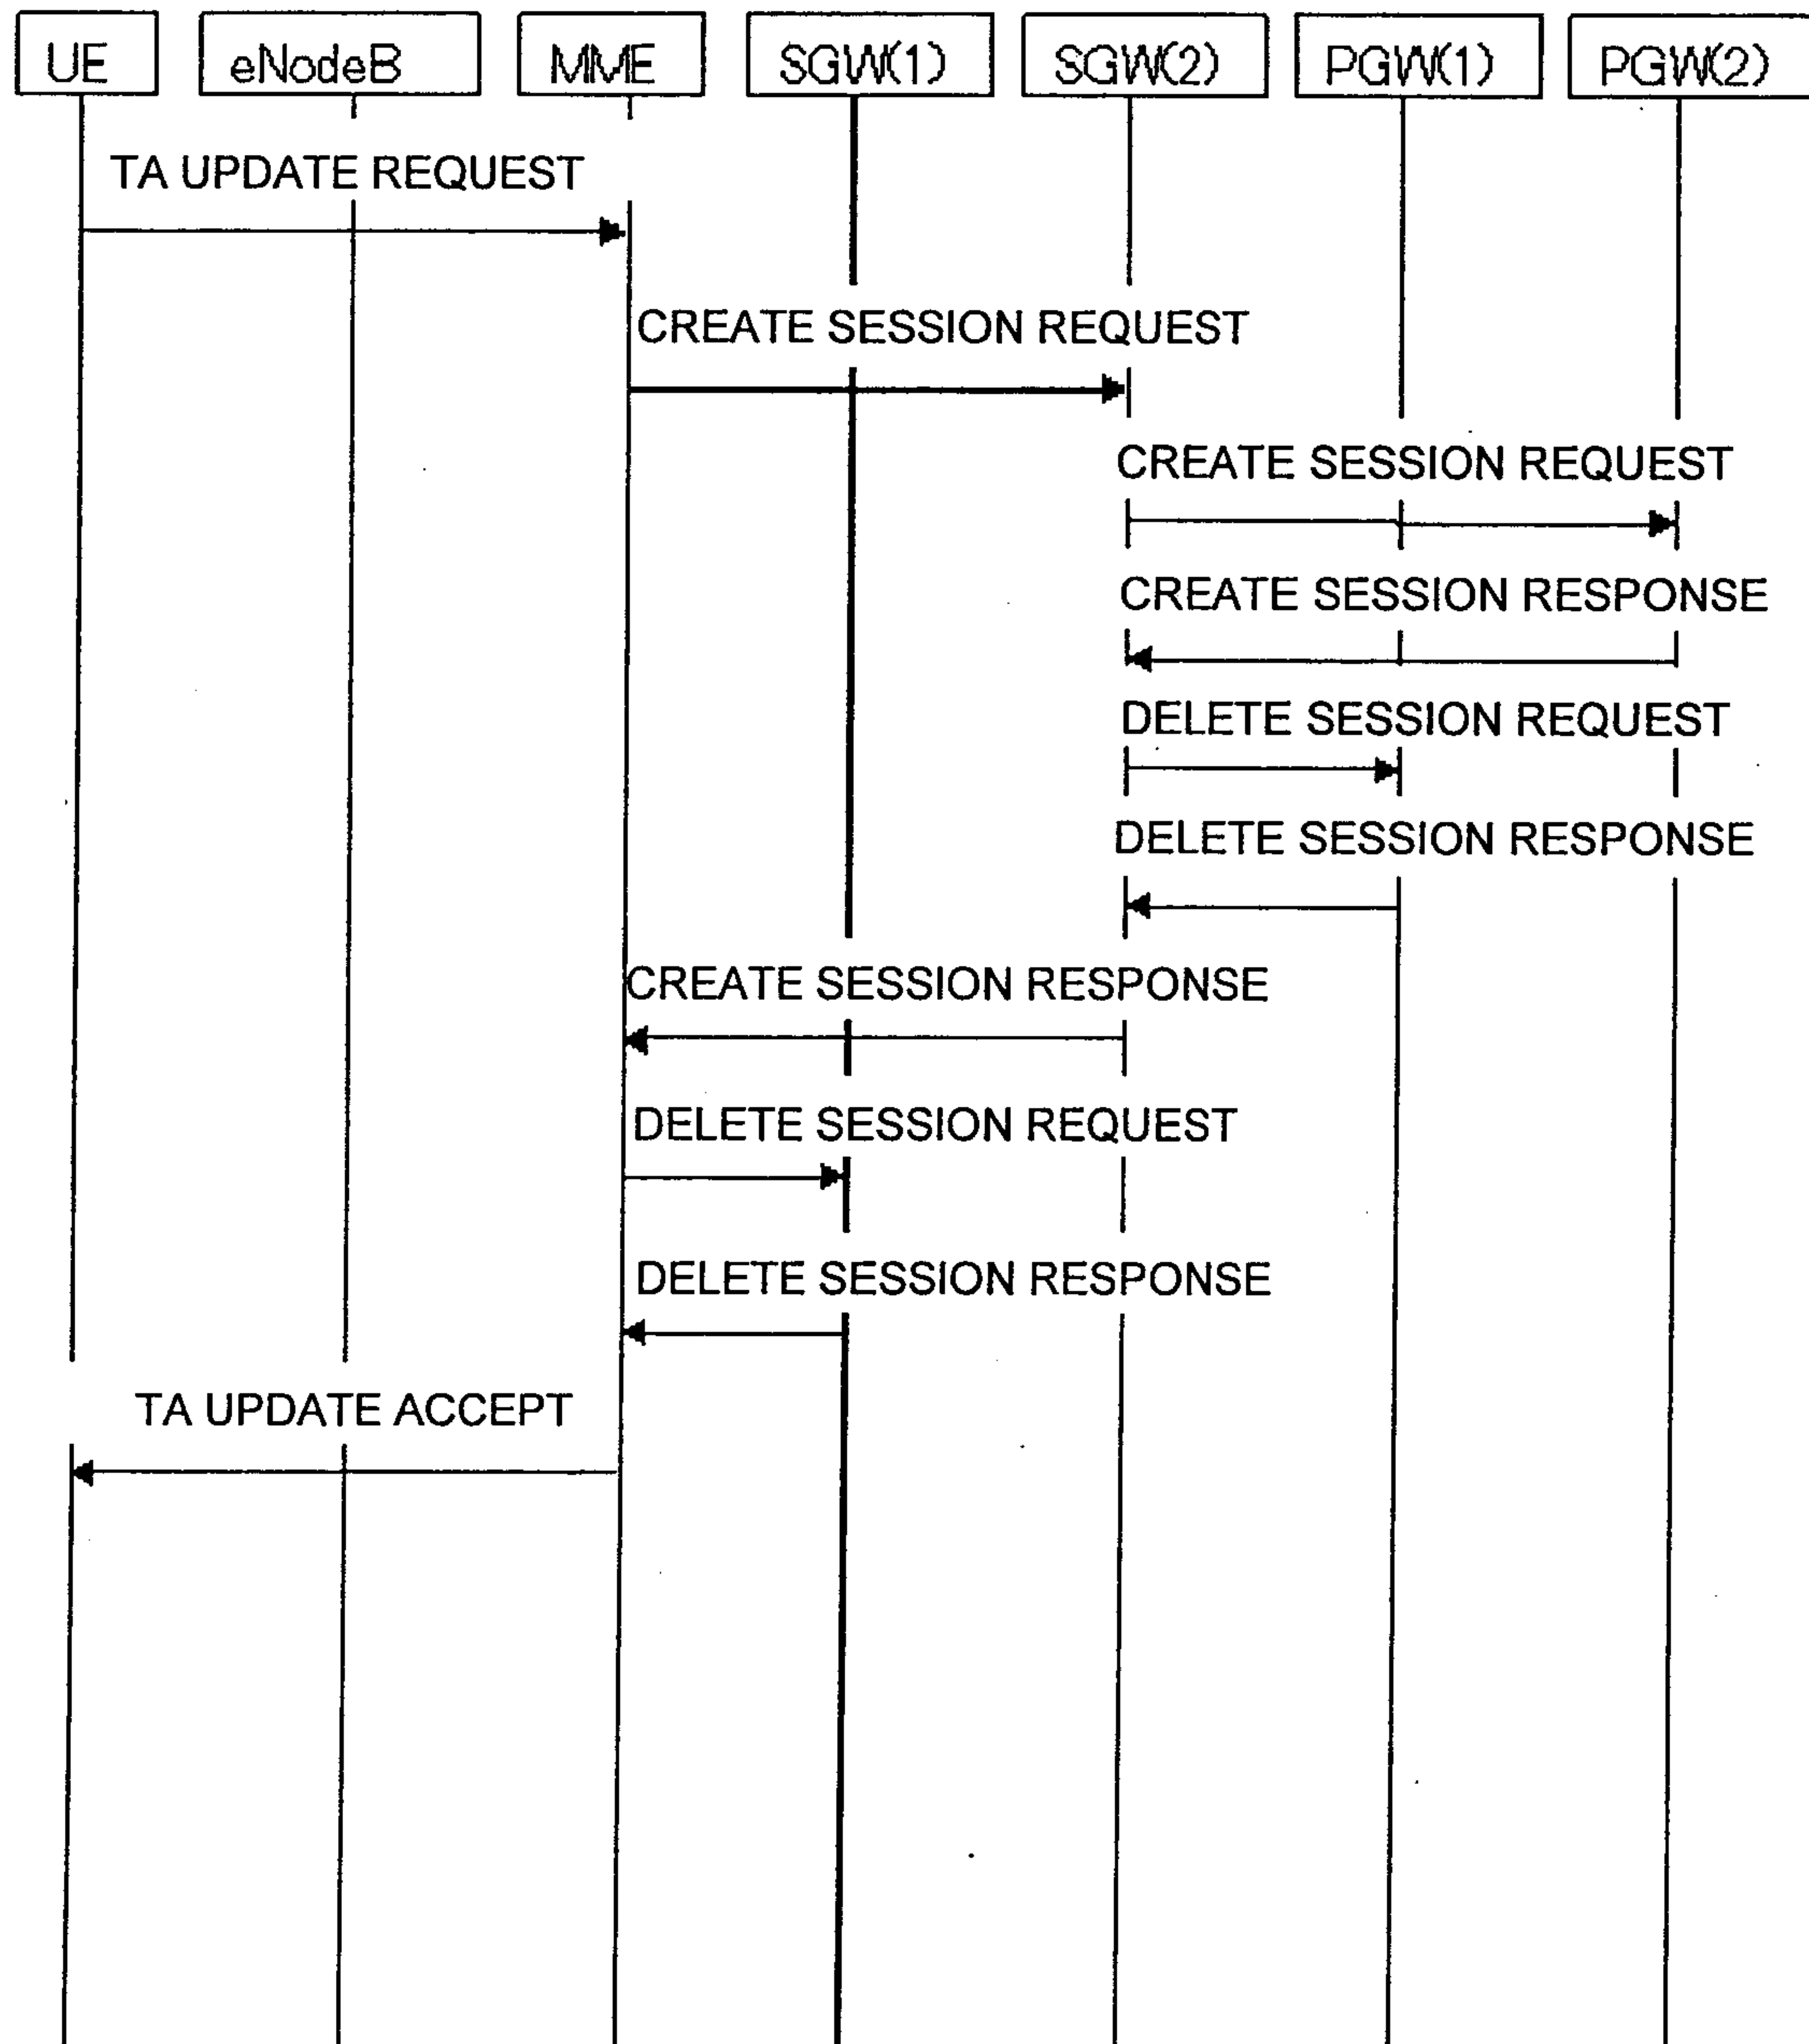 UE eNodeB MME SGW(1) SGW(2) PGW(1) PGW(2)
TA UPDATE REQUEST
CREATE SESSION REQUEST
CREATE SESSION REQUEST
CREATE SESSION RESPONSE
DELETE SESSION REQUEST
DELETE SESSION RESPONSE
CREATE SESSION RESPONSE
DELETE SESSION REQUEST
DELETE SESSION RESPONSE
TA UPDATE ACCEPT